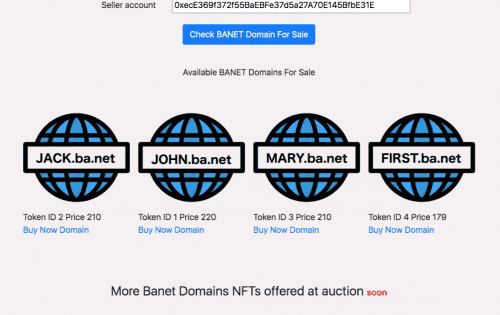 Seller account 0xecE369f372f55BaEBFe37d5a27A70E145BfbE31E
Check BANET Domain For Sale
Available BANET Domains For Sale
JACK.ba.net JOHN.ba.net MARY.ba.net FIRST.ba.net
Token ID 2 Price 210 Token ID 1 Price 220 Token ID 3 Price 210 Token ID 4 Price 179
Buy Now Domain Buy Now Domain Buy Now Domain Buy Now Domain
More Banet Domains NFTs offered at auction soon